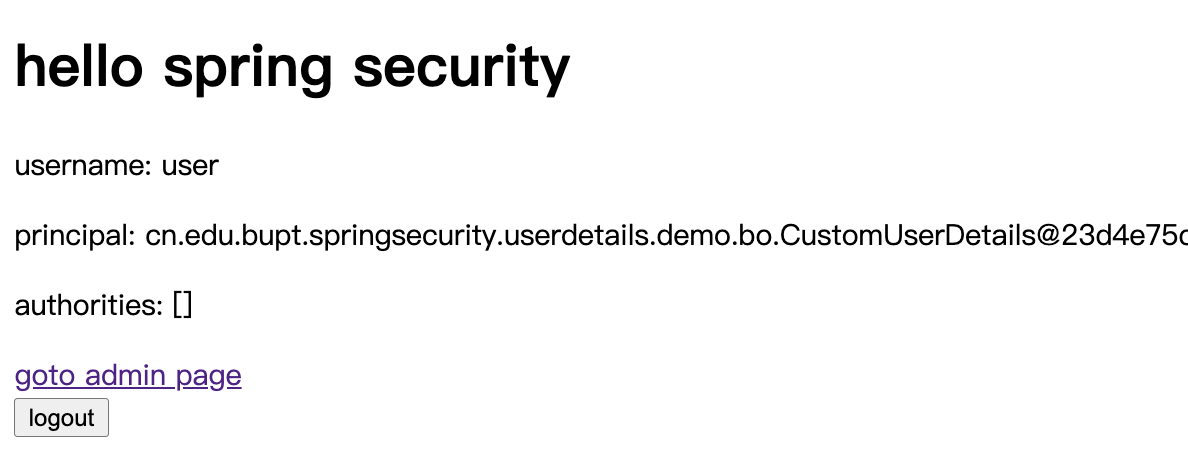 hello spring security
username: user
principal: cn.edu.bupt.springsecurity.userdetails.demo.bo.CustomUserDetails@23d4e75c
authorities: []
goto admin page
logout